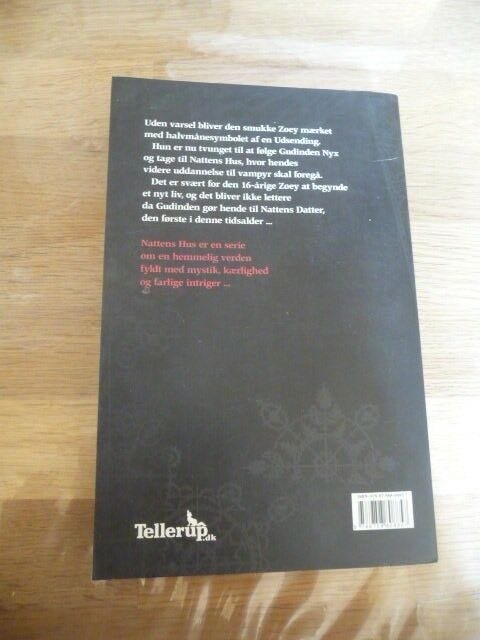 Uden varsel bliver den smukke Zoey mærket
med halvmånesymbolet af en Udsending.
Hun er nu tvunget til at følge Gudinden Nyx
og tage til Nattens Hus, hvor hendes
videre uddannelse til vampyr skal foregå.
Det er svært for den 16-årige Zoey at begynde
et nyt liv, og det bliver ikke lettere
da Gudinden gør hende til Nattens Datter,
den første i denne tidsalder ...
Nattens Hus er en serie
om en hemmelig verden
fyldt med mystik, kærlighed
og farlige intriger ...
Tellerup.dk